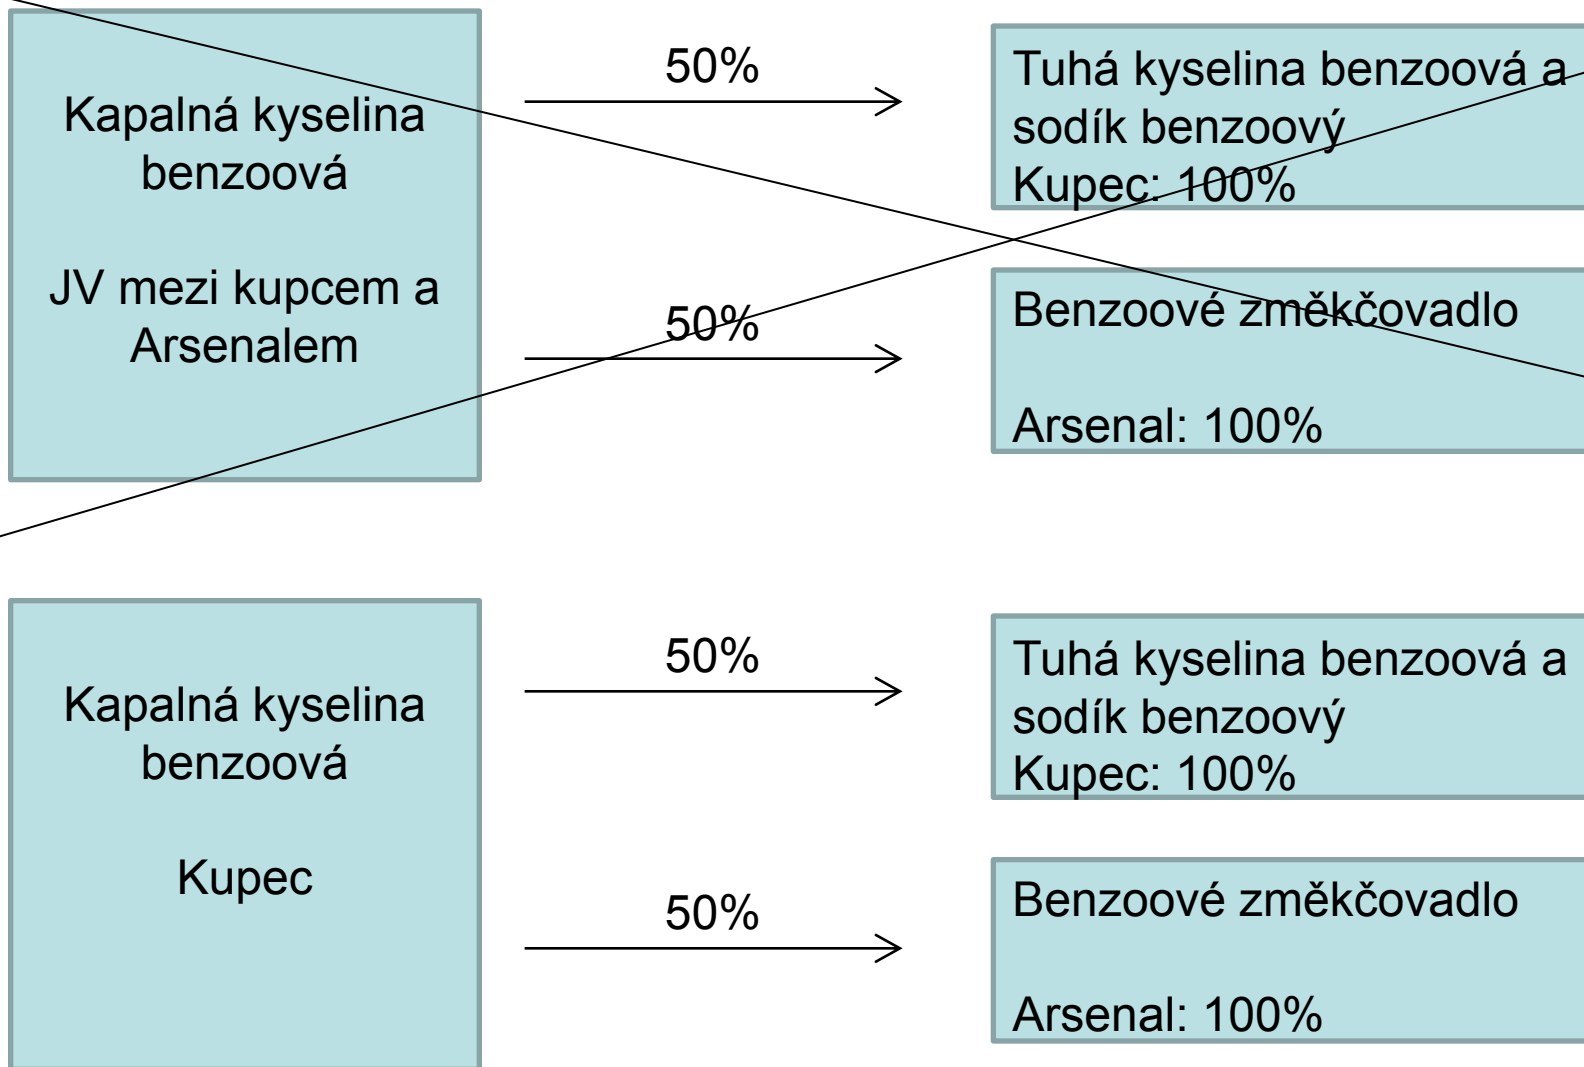 Kapalná kyselina
benzoová
JV mezi kupcem a
Arsenalem
50%
50%
Tuhá kyselina benzoová a
sodík benzoový
Kupec: 100%
Benzoové změkčovadlo
Arsenal: 100%
Kapalná kyselina
benzoová
Kupec
50%
50%
Tuhá kyselina benzoová a
sodík benzoový
Kupec: 100%
Benzoové změkčovadlo
Arsenal: 100%